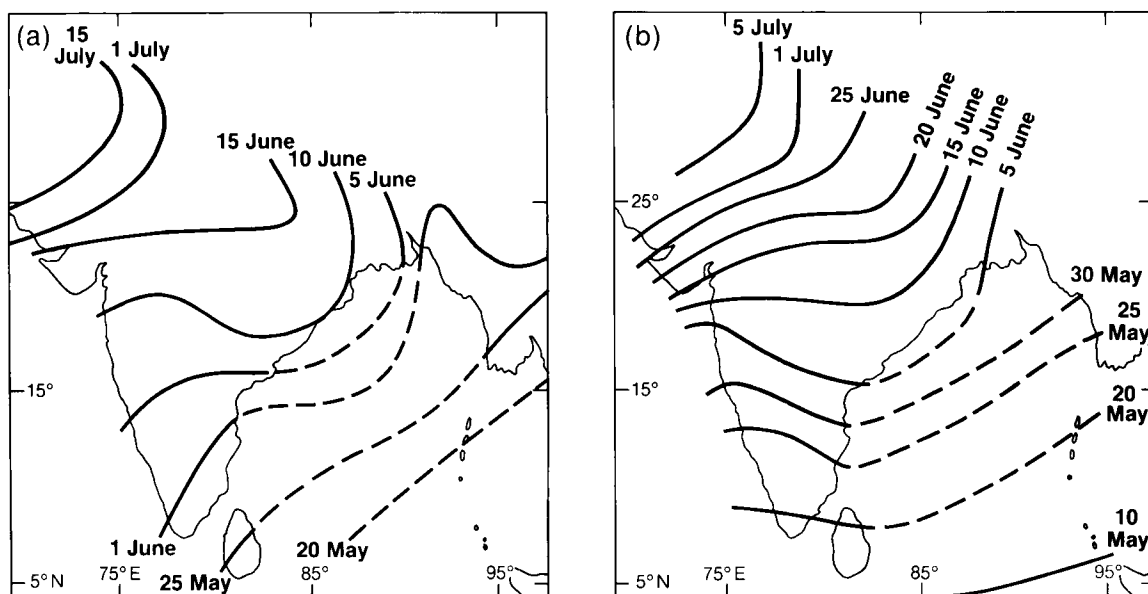 (a)
15
July
1 July
15 June
10 June
5 June
1 June
25 May
20 May
15°
5°N
75°E
85°
95°
(b)
5 July
1 July
25 June
20 June
15 June
10 June
5 June
25°
30 May
25
May
20
May
15°
10
May
5°N
75°E
85°
95°